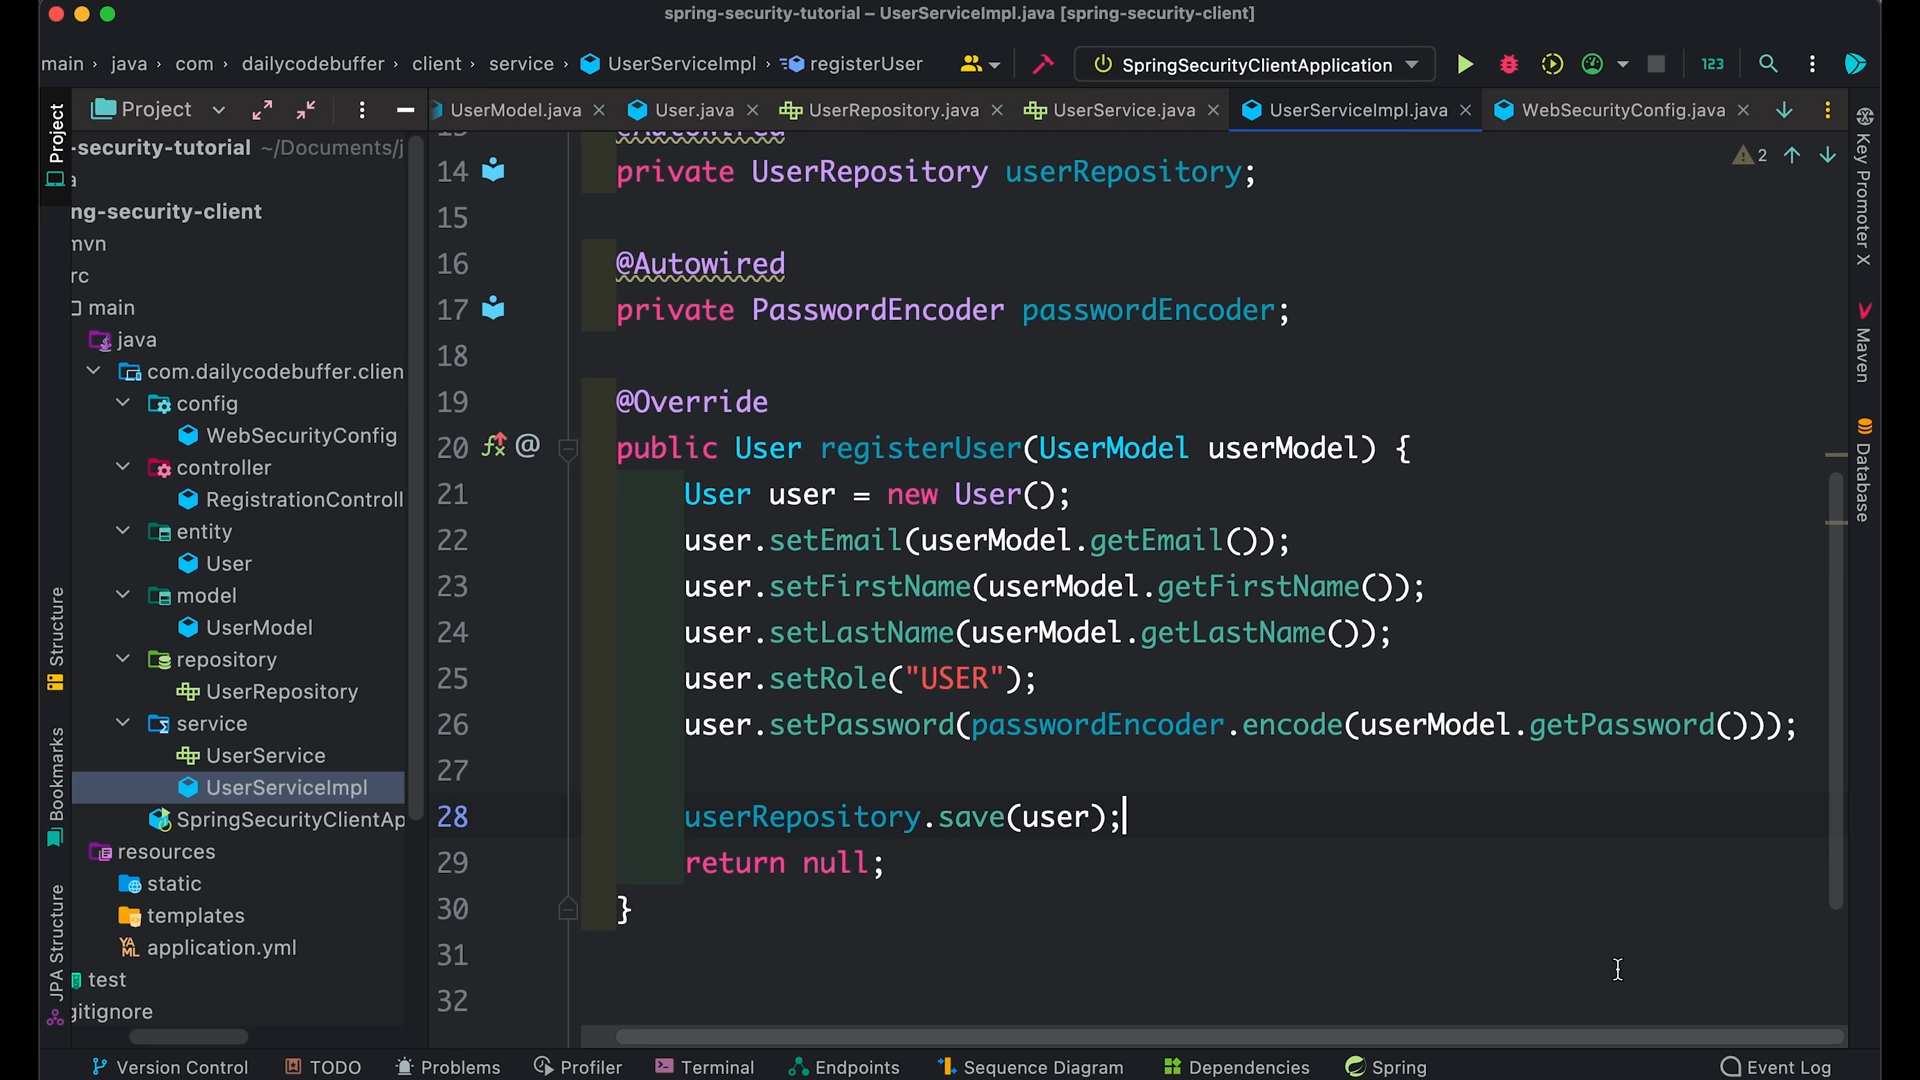 spring-security-tutorial – UserServiceImpl.java [spring-security-client]
main › java › com › dailycodebuffer › client › service › UserServiceImpl › registerUser
SpringSecurityClientApplication
123
Project
UserModel.java
User.java
UserRepository.java
UserService.java
UserServiceImpl.java
WebSecurityConfig.java
Project
Structure
Bookmarks
JPA Structure
-security-tutorial ~/Documents/j
a
ng-security-client
mvn
rc
main
java
com.dailycodebuffer.clien
config
WebSecurityConfig
controller
RegistrationControll
entity
User
model
UserModel
repository
UserRepository
service
UserService
UserServiceImpl
SpringSecurityClientAp
resources
static
templates
application.yml
test
gitignore
2
@Autowired
14 private UserRepository userRepository;
15
16 @Autowired
17 private PasswordEncoder passwordEncoder;
18
19 @Override
20 public User registerUser(UserModel userModel) {
21 User user = new User();
22 user.setEmail(userModel.getEmail());
23 user.setFirstName(userModel.getFirstName());
24 user.setLastName(userModel.getLastName());
25 user.setRole("USER");
26 user.setPassword(passwordEncoder.encode(userModel.getPassword()));
27
28 userRepository.save(user);
29 return null;
30 }
31
32
Key Promoter X
Maven
Database
Version Control
TODO
Problems
Profiler
Terminal
Endpoints
Sequence Diagram
Dependencies
Spring
Event Log